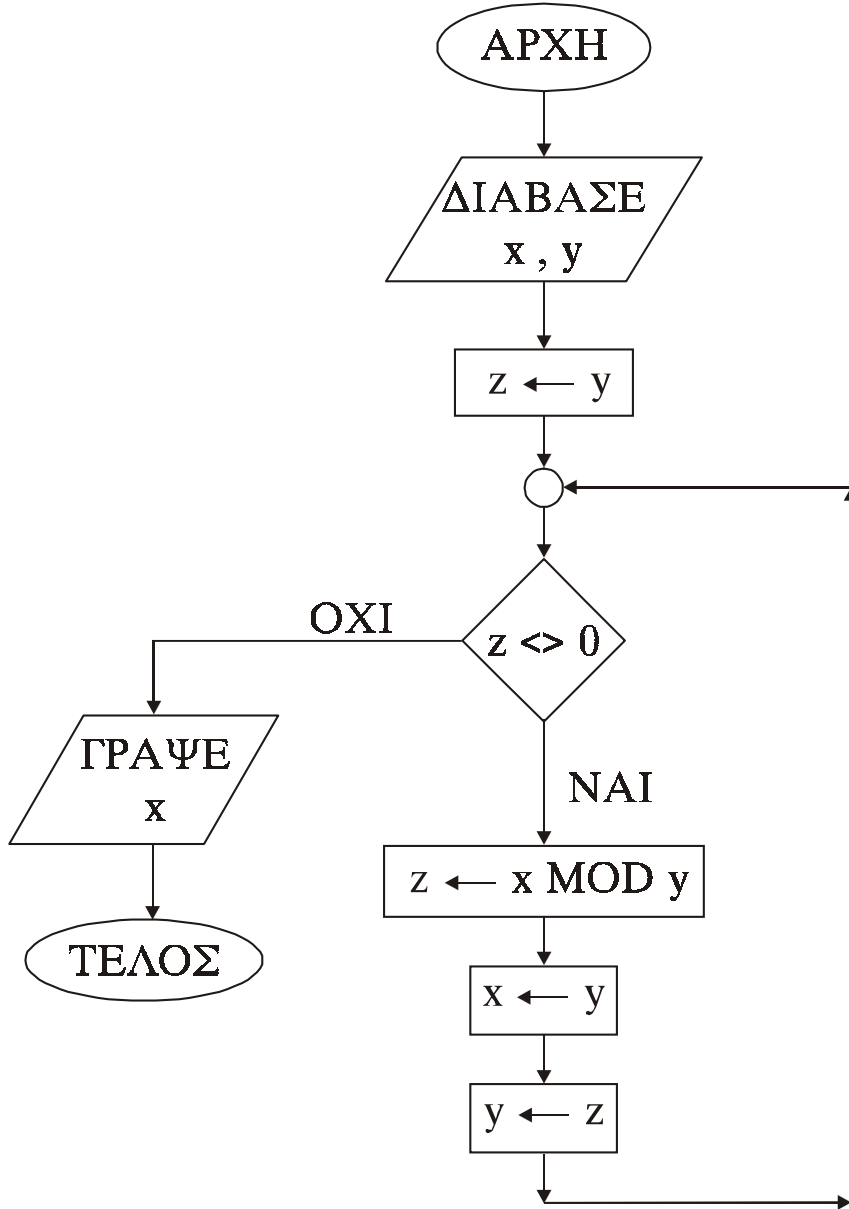 ΑΡΧΗ
ΔΙΑΒΑΣΕ
x , y
z ← y
z <> 0
ΟΧΙ
ΓΡΑΨΕ
x
ΤΕΛΟΣ
ΝΑΙ
z ← x MOD y
x ← y
y ← z